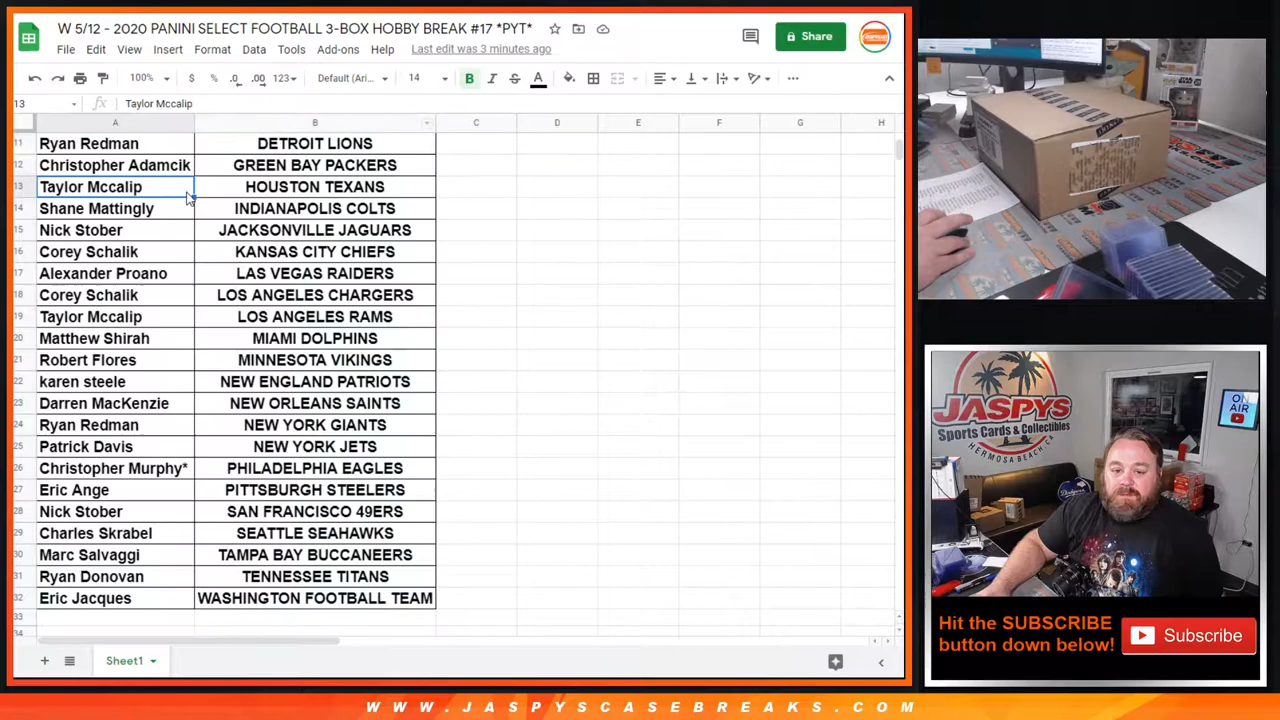 W 5/12 - 2020 PANINI SELECT FOOTBALL 3-BOX HOBBY BREAK #17 *PYT*
File Edit View Insert Format Data Tools Add-ons Help Last edit was 3 minutes ago
Share
100% $ % .0 .00 123 Default (Ari... 14 B I S A
13 fx Taylor Mccalip
A B C D E F G H
11 Ryan Redman DETROIT LIONS
12 Christopher Adamcik GREEN BAY PACKERS
13 Taylor Mccalip HOUSTON TEXANS
14 Shane Mattingly INDIANAPOLIS COLTS
15 Nick Stober JACKSONVILLE JAGUARS
16 Corey Schalik KANSAS CITY CHIEFS
17 Alexander Proano LAS VEGAS RAIDERS
18 Corey Schalik LOS ANGELES CHARGERS
19 Taylor Mccalip LOS ANGELES RAMS
20 Matthew Shirah MIAMI DOLPHINS
21 Robert Flores MINNESOTA VIKINGS
22 karen steele NEW ENGLAND PATRIOTS
23 Darren MacKenzie NEW ORLEANS SAINTS
24 Ryan Redman NEW YORK GIANTS
25 Patrick Davis NEW YORK JETS
26 Christopher Murphy* PHILADELPHIA EAGLES
27 Eric Ange PITTSBURGH STEELERS
28 Nick Stober SAN FRANCISCO 49ERS
29 Charles Skrabel SEATTLE SEAHAWKS
30 Marc Salvaggi TAMPA BAY BUCCANEERS
31 Ryan Donovan TENNESSEE TITANS
32 Eric Jacques WASHINGTON FOOTBALL TEAM
33
34
Sheet1
JASPYS
Sports Cards & Collectibles
HERMOSA BEACH, CA
ON AIR
Dodgers
Hit the SUBSCRIBE
button down below!
Subscribe
WWW.JASPYSCASEBREAKS.COM